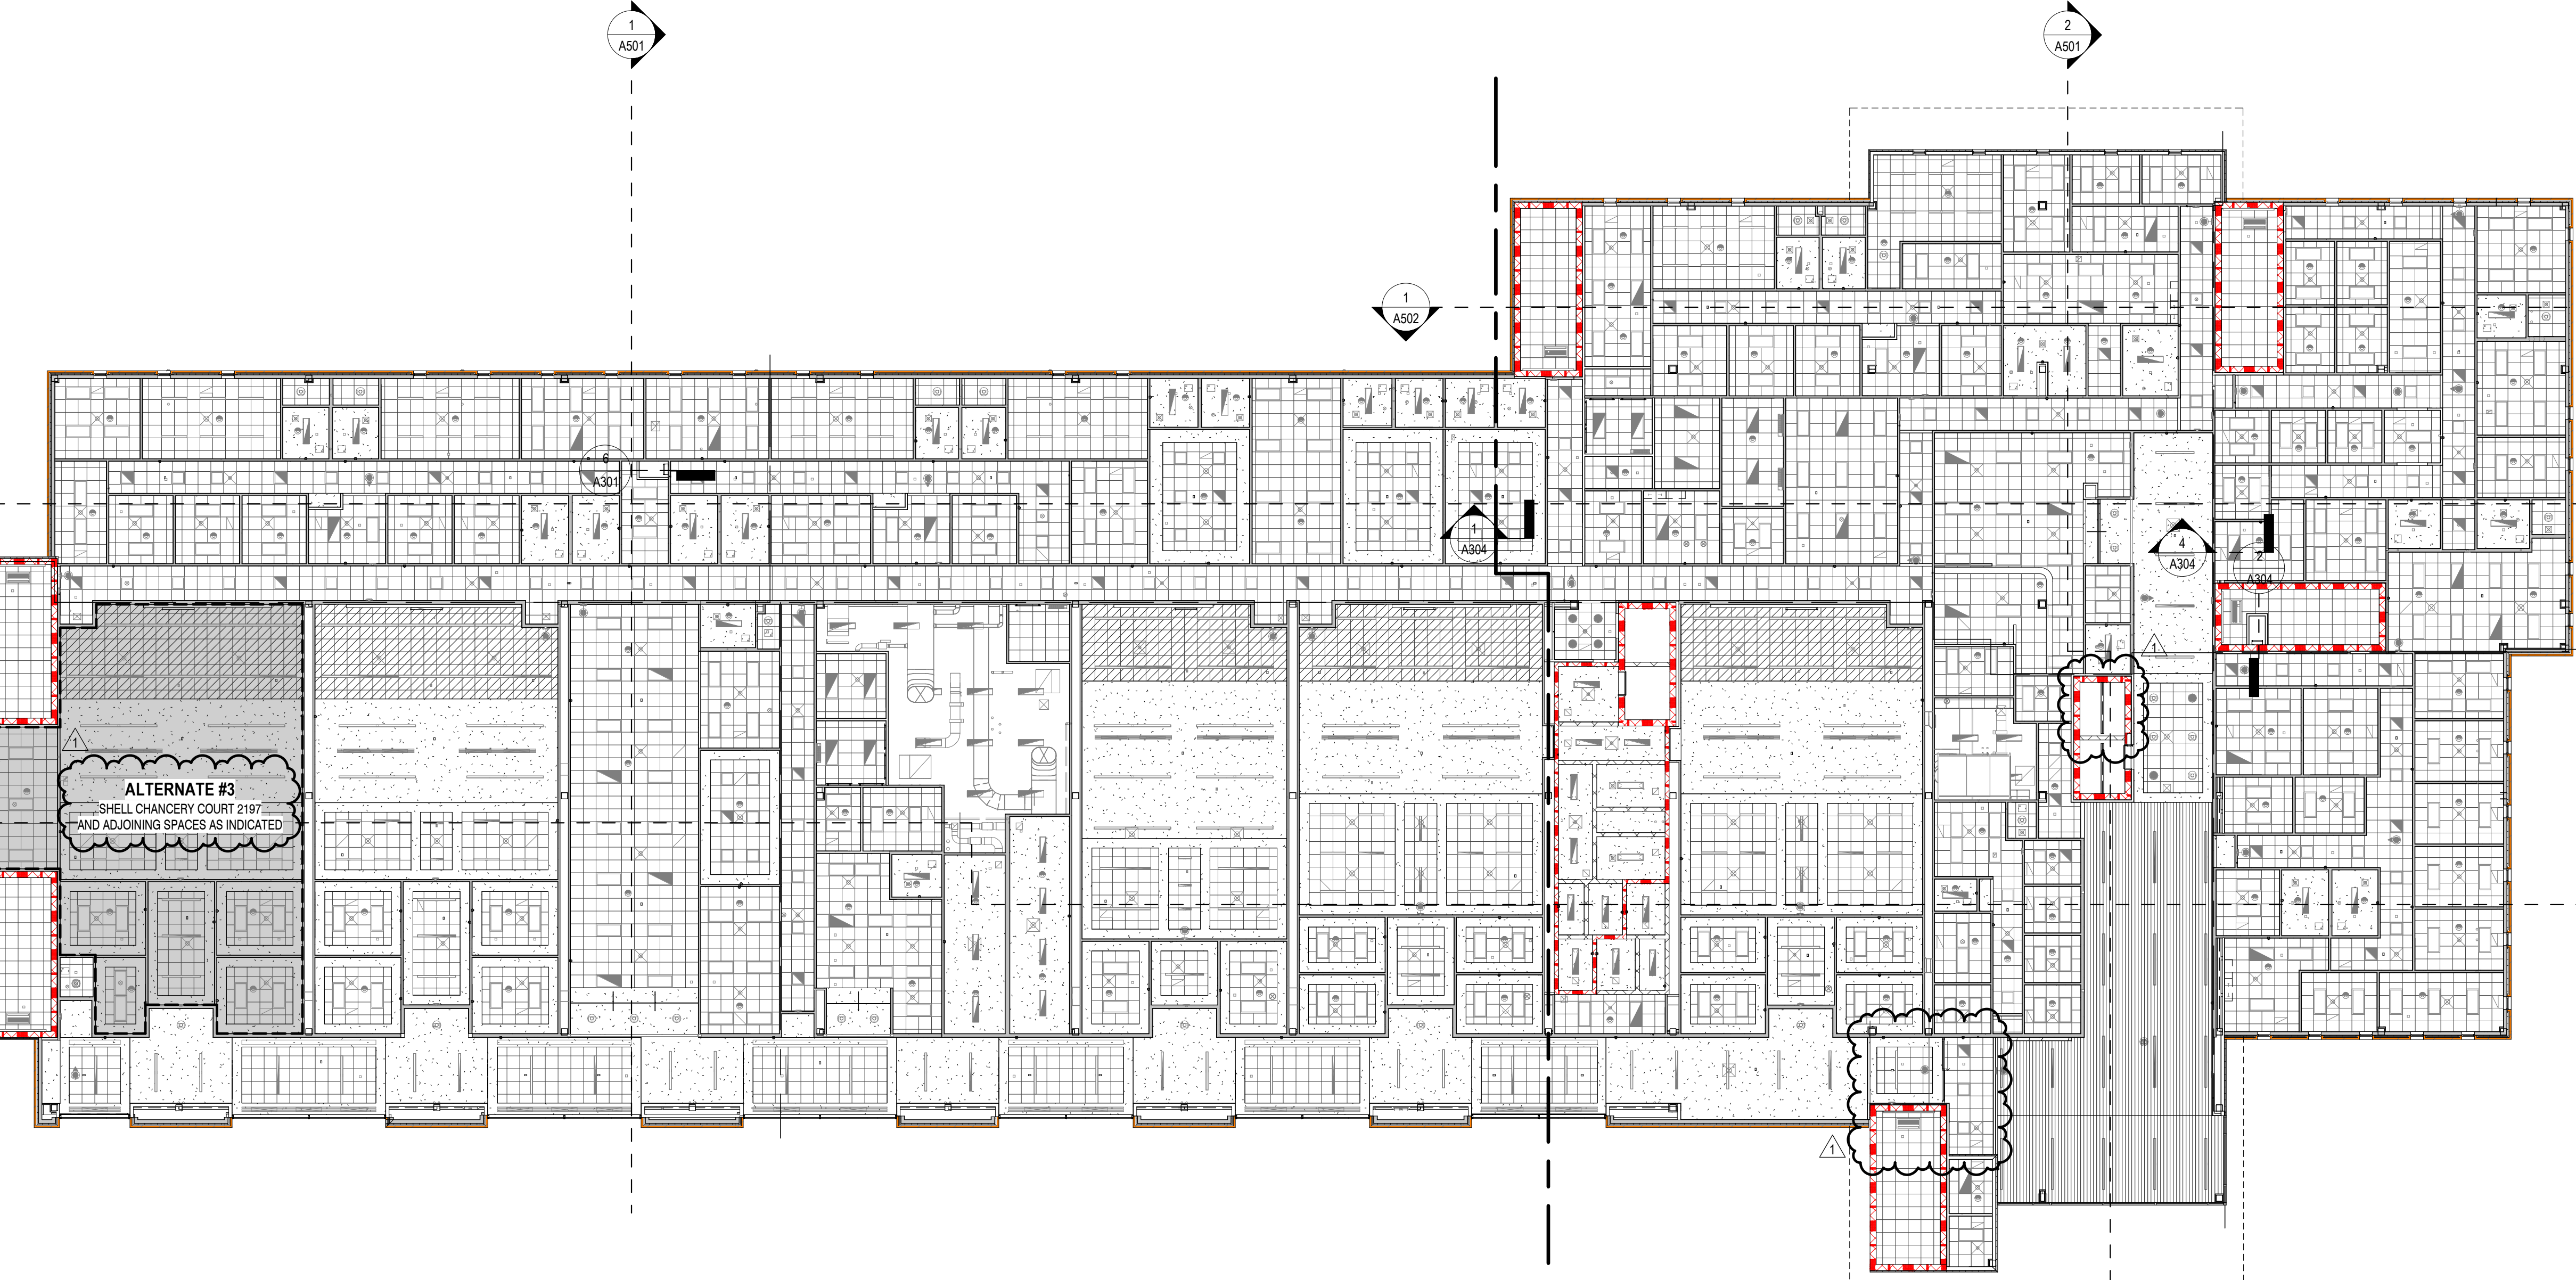 1
A501
2
A501
1
A502
6
A301
1
A304
4
A304
2
A304
1
1
ALTERNATE #3
SHELL CHANCERY COURT 2197
AND ADJOINING SPACES AS INDICATED
1